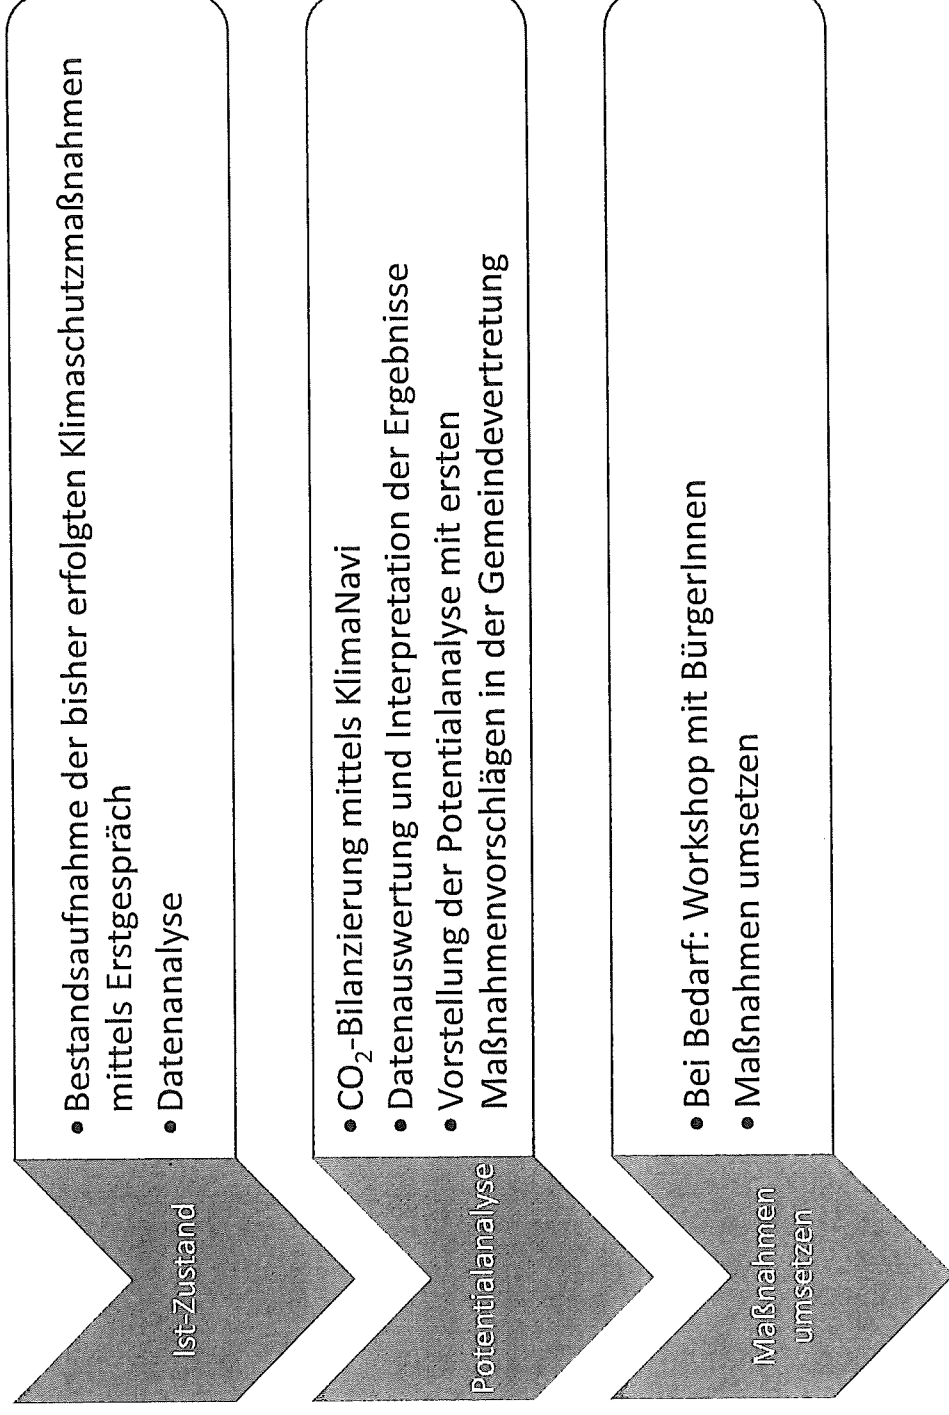 Ist-Zustand
• Bestandsaufnahme der bisher erfolgten Klimaschutzmaßnahmen
mittels Erstgespräch
• Datenanalyse
Potentialanalyse
• CO₂-Bilanzierung mittels KlimaNavi
• Datenauswertung und Interpretation der Ergebnisse
• Vorstellung der Potentialanalyse mit ersten
Maßnahmenvorschlägen in der Gemeindevertretung
Maßnahmen
umsetzen
• Bei Bedarf: Workshop mit BürgerInnen
• Maßnahmen umsetzen